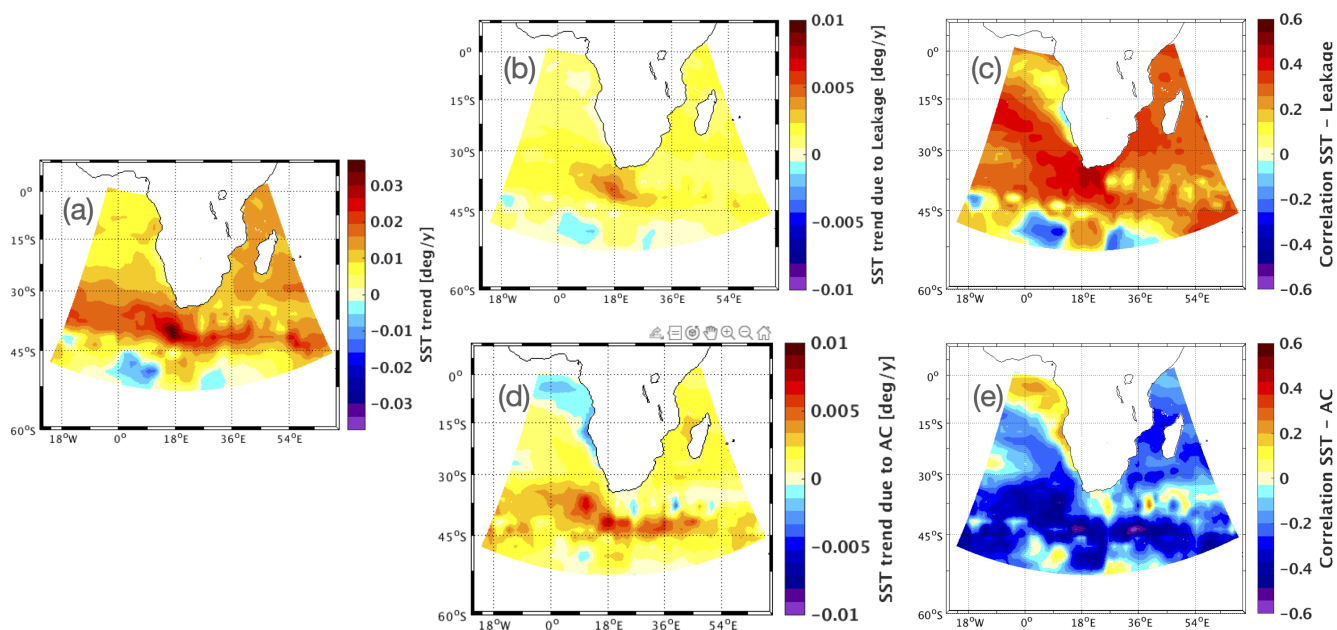 (a)
0°
15°S
30°S
45°S
60°S
18°W
0°
18°E
36°E
54°E
0.03
0.02
0.01
0
-0.01
-0.02
-0.03
SST trend [deg/y]
(b)
0°
15°S
30°S
45°S
60°S
18°W
0°
18°E
36°E
54°E
0.01
0.005
0
-0.005
-0.01
SST trend due to Leakage [deg/y]
(c)
0°
15°S
30°S
45°S
60°S
18°W
0°
18°E
36°E
54°E
0.6
0.4
0.2
0
-0.2
-0.4
-0.6
Correlation SST - Leakage
(d)
0°
15°S
30°S
45°S
60°S
18°W
0°
18°E
36°E
54°E
0.01
0.005
0
-0.005
-0.01
SST trend due to AC [deg/y]
(e)
0°
15°S
30°S
45°S
60°S
18°W
0°
18°E
36°E
54°E
0.6
0.4
0.2
0
-0.2
-0.4
-0.6
Correlation SST - AC